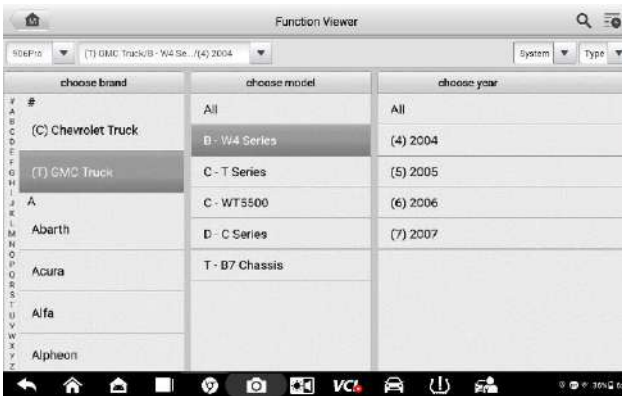 Function Viewer
906Pro (T) GMC Truck/B - W4 Se.../(4) 2004 System Type
choose brand choose model choose year
#
A
B
C
D
E
F
G
H
I
J
K
L
M
N
O
P
Q
R
S
T
U
V
W
X
Y
Z
#
(C) Chevrolet Truck
(T) GMC Truck
A
Abarth
Acura
Alfa
Alpheon
All
B - W4 Series
C - T Series
C - WT5500
D - C Series
T - B7 Chassis
All
(4) 2004
(5) 2005
(6) 2006
(7) 2007
VCI
36%